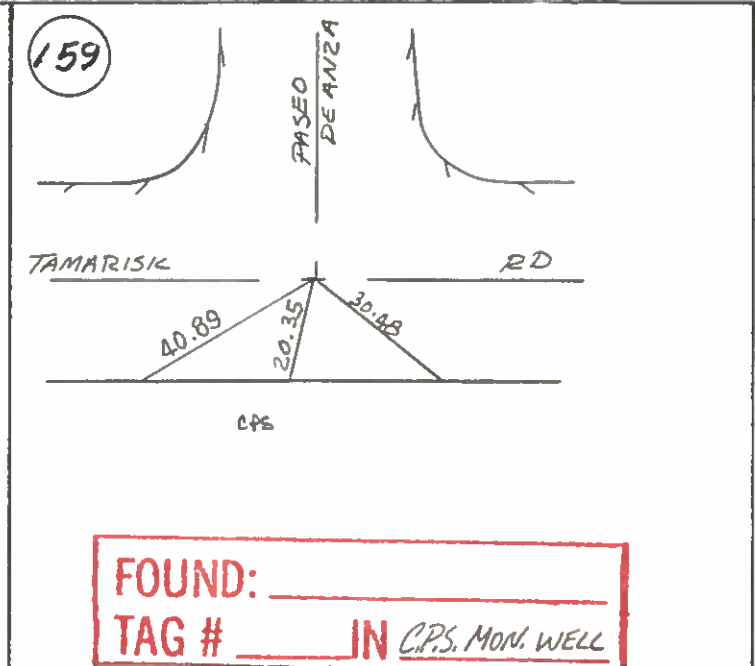 159
PASEO
DE ANZA
TAMARISK RD
40.89
20.35
30.48
CPS
FOUND:
TAG # IN C.P.S. MON. WELL